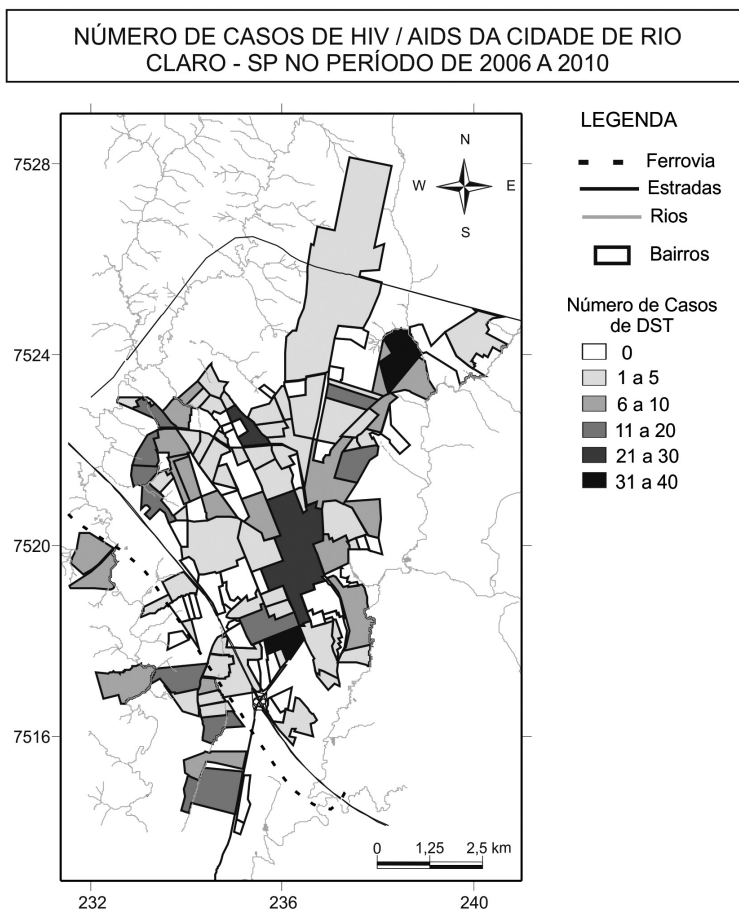 NÚMERO DE CASOS DE HIV / AIDS DA CIDADE DE RIO
CLARO - SP NO PERÍODO DE 2006 A 2010
LEGENDA
Ferrovia
Estradas
Rios
Bairros
Número de Casos
de DST
0
1 a 5
6 a 10
11 a 20
21 a 30
31 a 40
N
W E
S
7528
7524
7520
7516
0 1,25 2,5 km
232 236 240